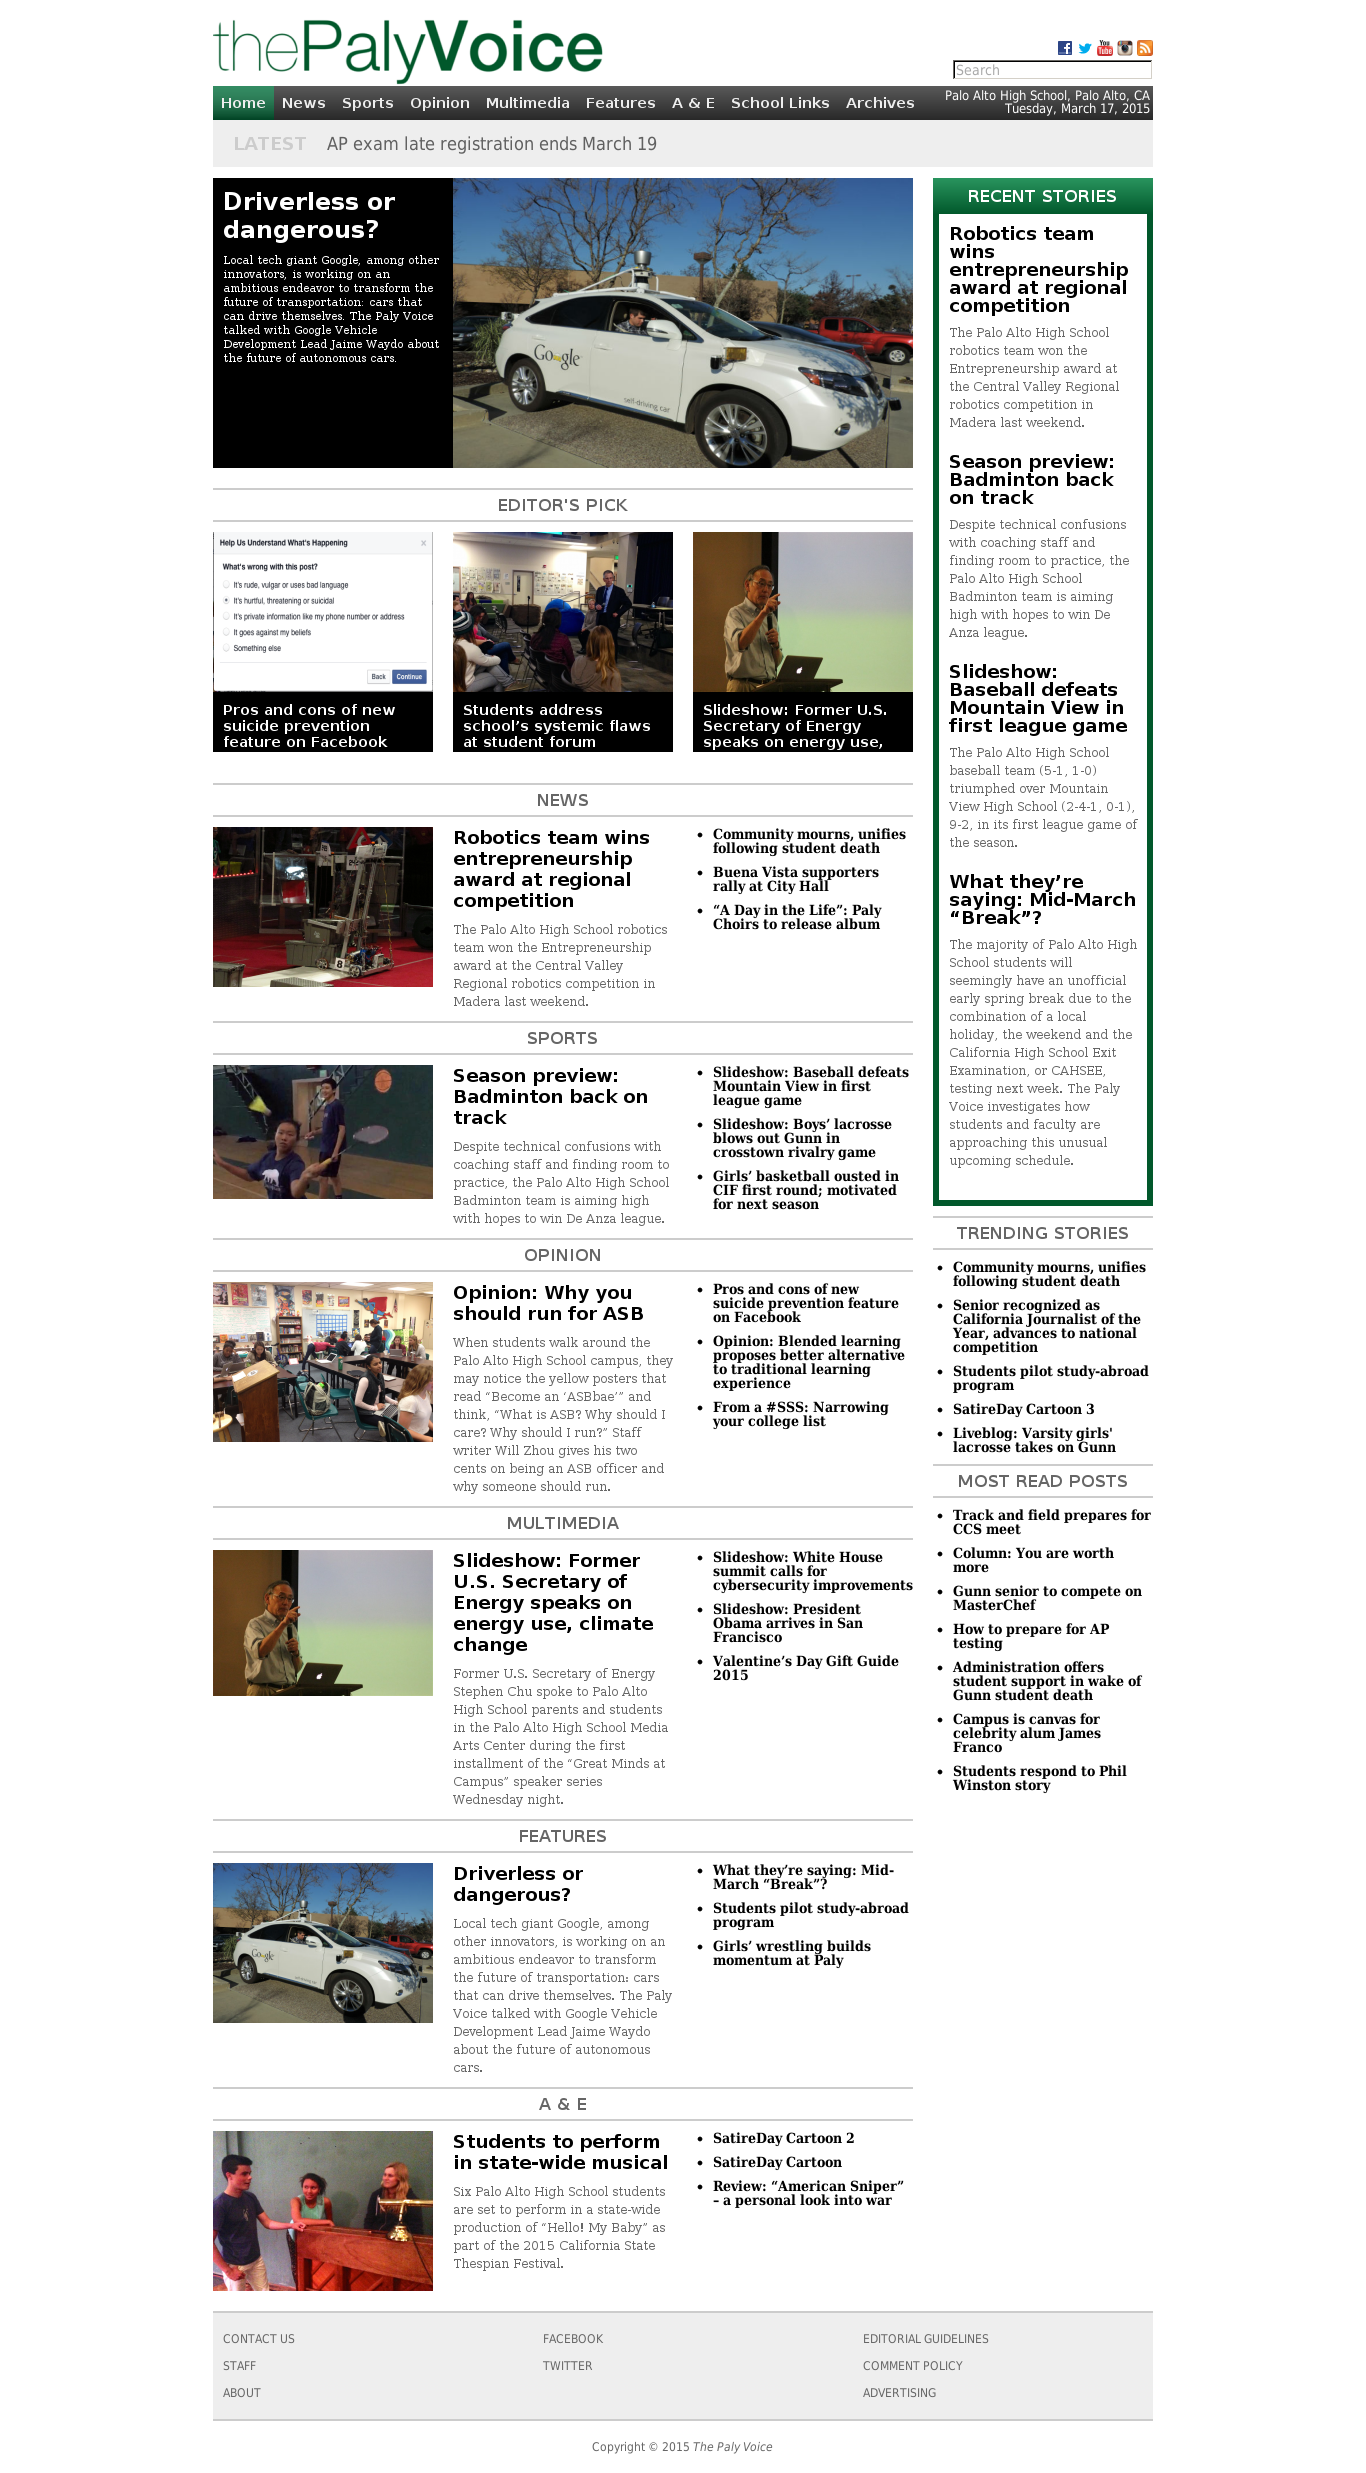 thePalyVoice
Search
Home News Sports Opinion Multimedia Features A & E School Links Archives
Palo Alto High School, Palo Alto, CA
Tuesday, March 17, 2015
LATEST AP exam late registration ends March 19
Driverless or
dangerous?
Local tech giant Google, among other
innovators, is working on an
ambitious endeavor to transform the
future of transportation: cars that
can drive themselves. The Paly Voice
talked with Google Vehicle
Development Lead Jaime Waydo about
the future of autonomous cars.
Google
self-driving car
EDITOR'S PICK
Help Us Understand What's Happening
What's wrong with this post?
It's rude, vulgar or uses bad language
It's hurtful, threatening or suicidal
It's private information like my phone number or address
It goes against my beliefs
Something else
Back Continue
Pros and cons of new
suicide prevention
feature on Facebook
Students address
school’s systemic flaws
at student forum
Slideshow: Former U.S.
Secretary of Energy
speaks on energy use,
NEWS
Robotics team wins
entrepreneurship
award at regional
competition
The Palo Alto High School robotics
team won the Entrepreneurship
award at the Central Valley
Regional robotics competition in
Madera last weekend.
• Community mourns, unifies
following student death
• Buena Vista supporters
rally at City Hall
• “A Day in the Life”: Paly
Choirs to release album
SPORTS
Season preview:
Badminton back on
track
Despite technical confusions with
coaching staff and finding room to
practice, the Palo Alto High School
Badminton team is aiming high
with hopes to win De Anza league.
• Slideshow: Baseball defeats
Mountain View in first
league game
• Slideshow: Boys’ lacrosse
blows out Gunn in
crosstown rivalry game
• Girls’ basketball ousted in
CIF first round; motivated
for next season
OPINION
Opinion: Why you
should run for ASB
When students walk around the
Palo Alto High School campus, they
may notice the yellow posters that
read “Become an ‘ASBbae’” and
think, “What is ASB? Why should I
care? Why should I run?” Staff
writer Will Zhou gives his two
cents on being an ASB officer and
why someone should run.
• Pros and cons of new
suicide prevention feature
on Facebook
• Opinion: Blended learning
proposes better alternative
to traditional learning
experience
• From a #SSS: Narrowing
your college list
MULTIMEDIA
Slideshow: Former
U.S. Secretary of
Energy speaks on
energy use, climate
change
Former U.S. Secretary of Energy
Stephen Chu spoke to Palo Alto
High School parents and students
in the Palo Alto High School Media
Arts Center during the first
installment of the “Great Minds at
Campus” speaker series
Wednesday night.
• Slideshow: White House
summit calls for
cybersecurity improvements
• Slideshow: President
Obama arrives in San
Francisco
• Valentine’s Day Gift Guide
2015
FEATURES
Google
Driverless or
dangerous?
Local tech giant Google, among
other innovators, is working on an
ambitious endeavor to transform
the future of transportation: cars
that can drive themselves. The Paly
Voice talked with Google Vehicle
Development Lead Jaime Waydo
about the future of autonomous
cars.
• What they’re saying: Mid-
March “Break”?
• Students pilot study-abroad
program
• Girls’ wrestling builds
momentum at Paly
A & E
Students to perform
in state-wide musical
Six Palo Alto High School students
are set to perform in a state-wide
production of “Hello! My Baby” as
part of the 2015 California State
Thespian Festival.
• SatireDay Cartoon 2
• SatireDay Cartoon
• Review: “American Sniper”
– a personal look into war
RECENT STORIES
Robotics team
wins
entrepreneurship
award at regional
competition
The Palo Alto High School
robotics team won the
Entrepreneurship award at
the Central Valley Regional
robotics competition in
Madera last weekend.
Season preview:
Badminton back
on track
Despite technical confusions
with coaching staff and
finding room to practice, the
Palo Alto High School
Badminton team is aiming
high with hopes to win De
Anza league.
Slideshow:
Baseball defeats
Mountain View in
first league game
The Palo Alto High School
baseball team (5-1, 1-0)
triumphed over Mountain
View High School (2-4-1, 0-1),
9-2, in its first league game of
the season.
What they’re
saying: Mid-March
“Break”?
The majority of Palo Alto High
School students will
seemingly have an unofficial
early spring break due to the
combination of a local
holiday, the weekend and the
California High School Exit
Examination, or CAHSEE,
testing next week. The Paly
Voice investigates how
students and faculty are
approaching this unusual
upcoming schedule.
TRENDING STORIES
• Community mourns, unifies
following student death
• Senior recognized as
California Journalist of the
Year, advances to national
competition
• Students pilot study-abroad
program
• SatireDay Cartoon 3
• Liveblog: Varsity girls'
lacrosse takes on Gunn
MOST READ POSTS
• Track and field prepares for
CCS meet
• Column: You are worth
more
• Gunn senior to compete on
MasterChef
• How to prepare for AP
testing
• Administration offers
student support in wake of
Gunn student death
• Campus is canvas for
celebrity alum James
Franco
• Students respond to Phil
Winston story
CONTACT US
STAFF
ABOUT
FACEBOOK
TWITTER
EDITORIAL GUIDELINES
COMMENT POLICY
ADVERTISING
Copyright © 2015 The Paly Voice